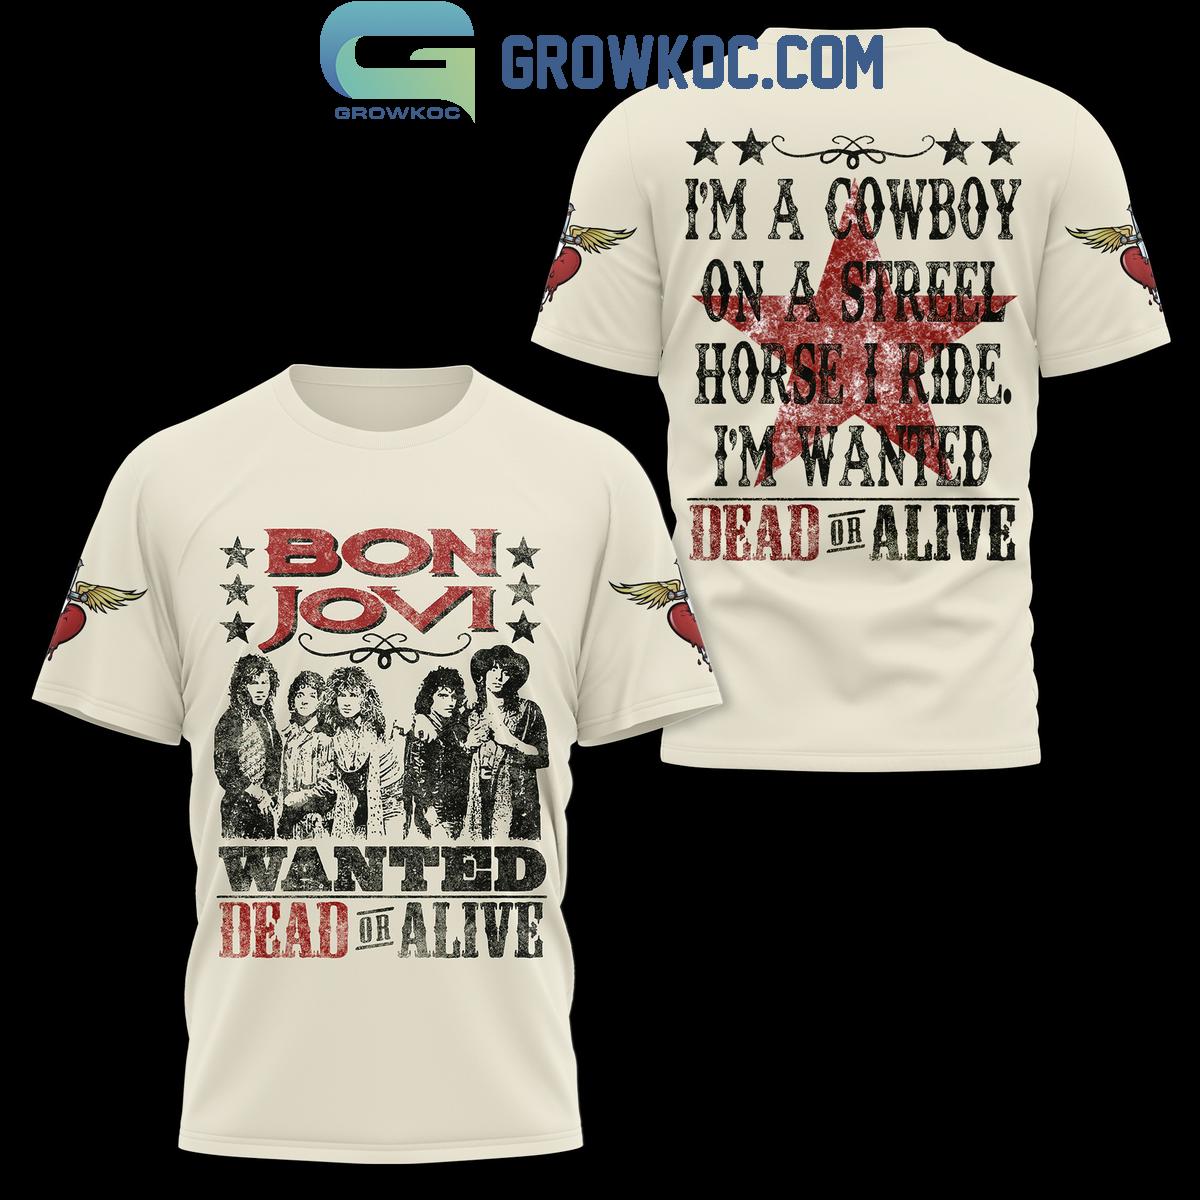 GROWKOC
GROWKOC.COM
I'M A COWBOY
ON A STREEL
HORSE I RIDE.
I'M WANTED
DEAD OR ALIVE
BON
JOVI
WANTED
DEAD OR ALIVE